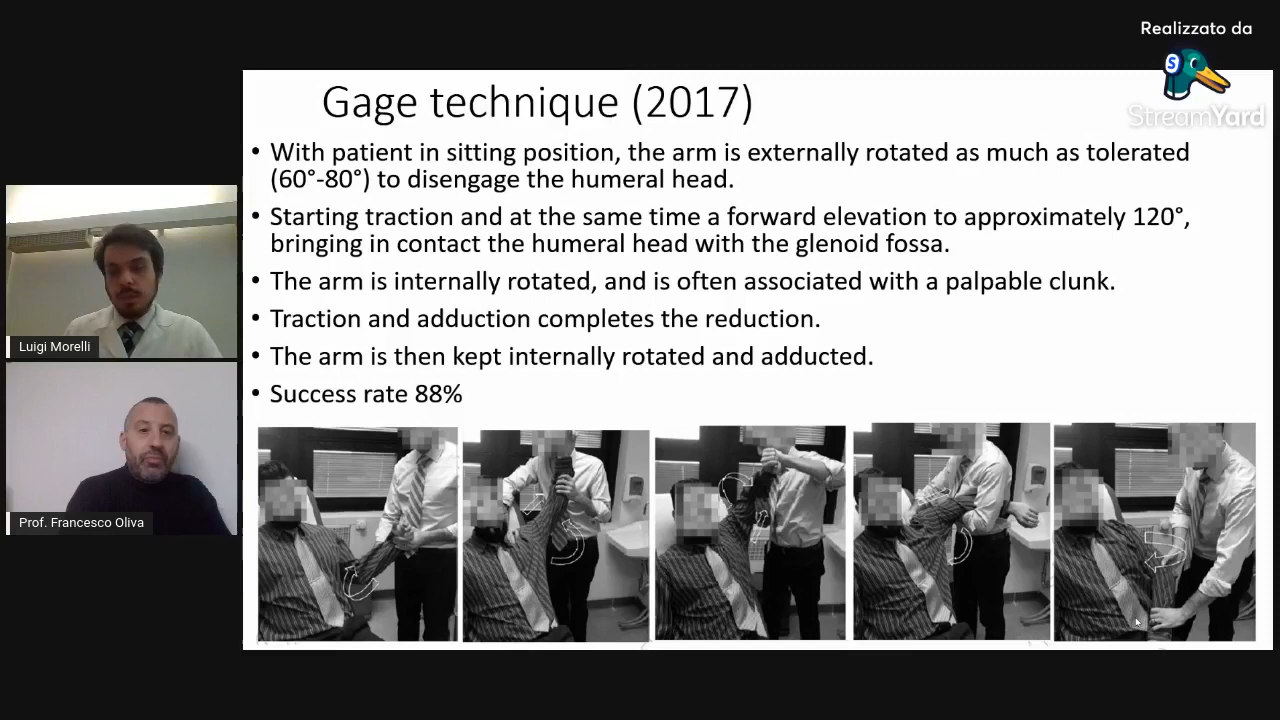 Realizzato da
StreamYard
Gage technique (2017)
• With patient in sitting position, the arm is externally rotated as much as tolerated
(60°-80°) to disengage the humeral head.
• Starting traction and at the same time a forward elevation to approximately 120°,
bringing in contact the humeral head with the glenoid fossa.
• The arm is internally rotated, and is often associated with a palpable clunk.
• Traction and adduction completes the reduction.
• The arm is then kept internally rotated and adducted.
• Success rate 88%
Luigi Morelli
Prof. Francesco Oliva